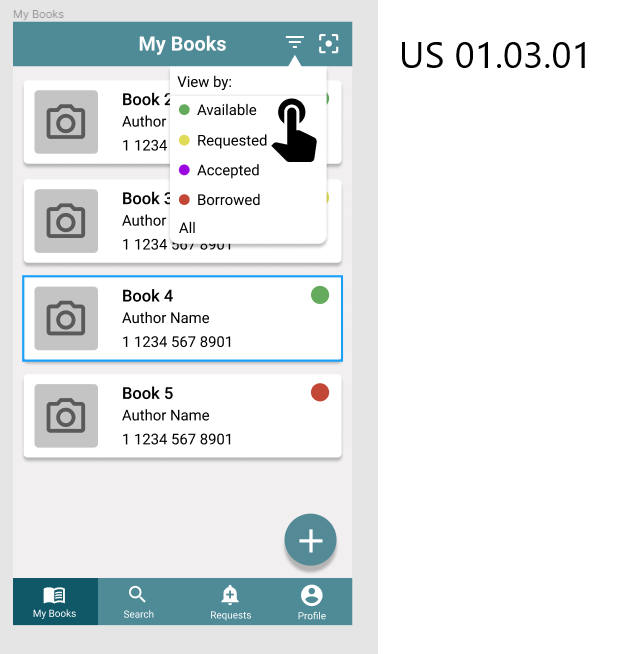 My Books
My Books
US 01.03.01
View by:
Available
Requested
Accepted
Borrowed
All
Book 2
Author
1 1234
Book 3
Author
1 1234 567 8901
Book 4
Author Name
1 1234 567 8901
Book 5
Author Name
1 1234 567 8901
My Books
Search
Requests
Profile